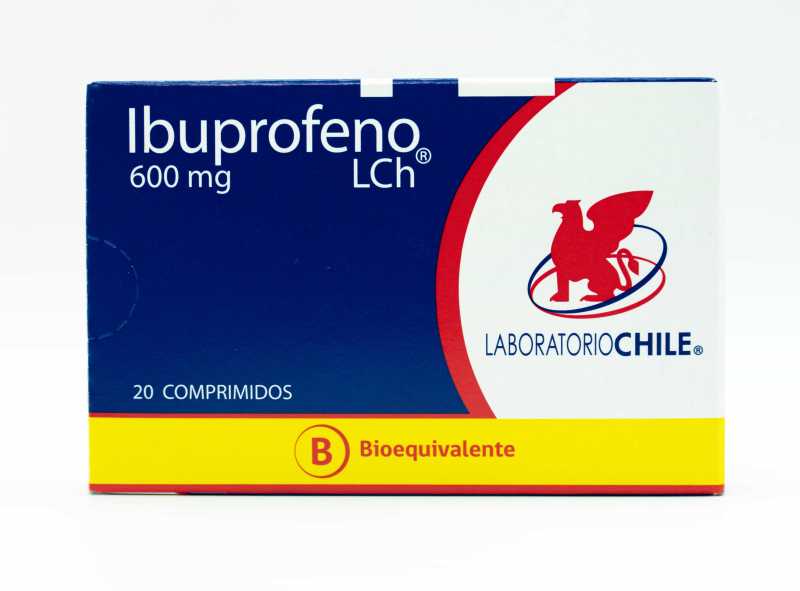 Ibuprofeno
600 mg LCh®
20 COMPRIMIDOS
LABORATORIOCHILE®
B Bioequivalente